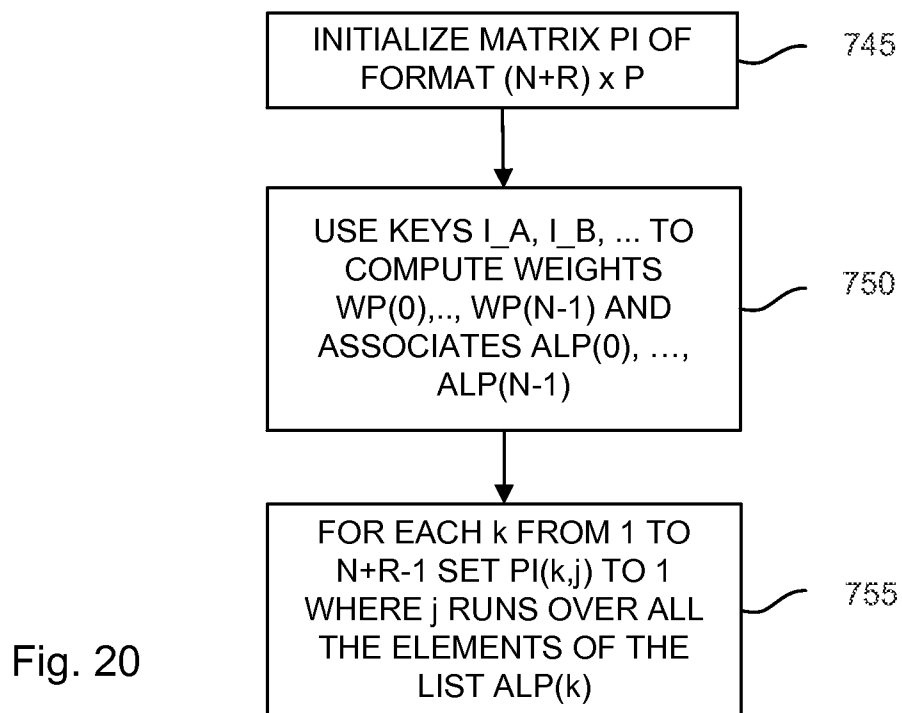 INITIALIZE MATRIX PI OF
FORMAT (N+R) x P
745
USE KEYS I_A, I_B, ... TO
COMPUTE WEIGHTS
WP(0),.., WP(N-1) AND
ASSOCIATES ALP(0), ...,
ALP(N-1)
750
FOR EACH k FROM 1 TO
N+R-1 SET PI(k,j) TO 1
WHERE j RUNS OVER ALL
THE ELEMENTS OF THE
LIST ALP(k)
755
Fig. 20